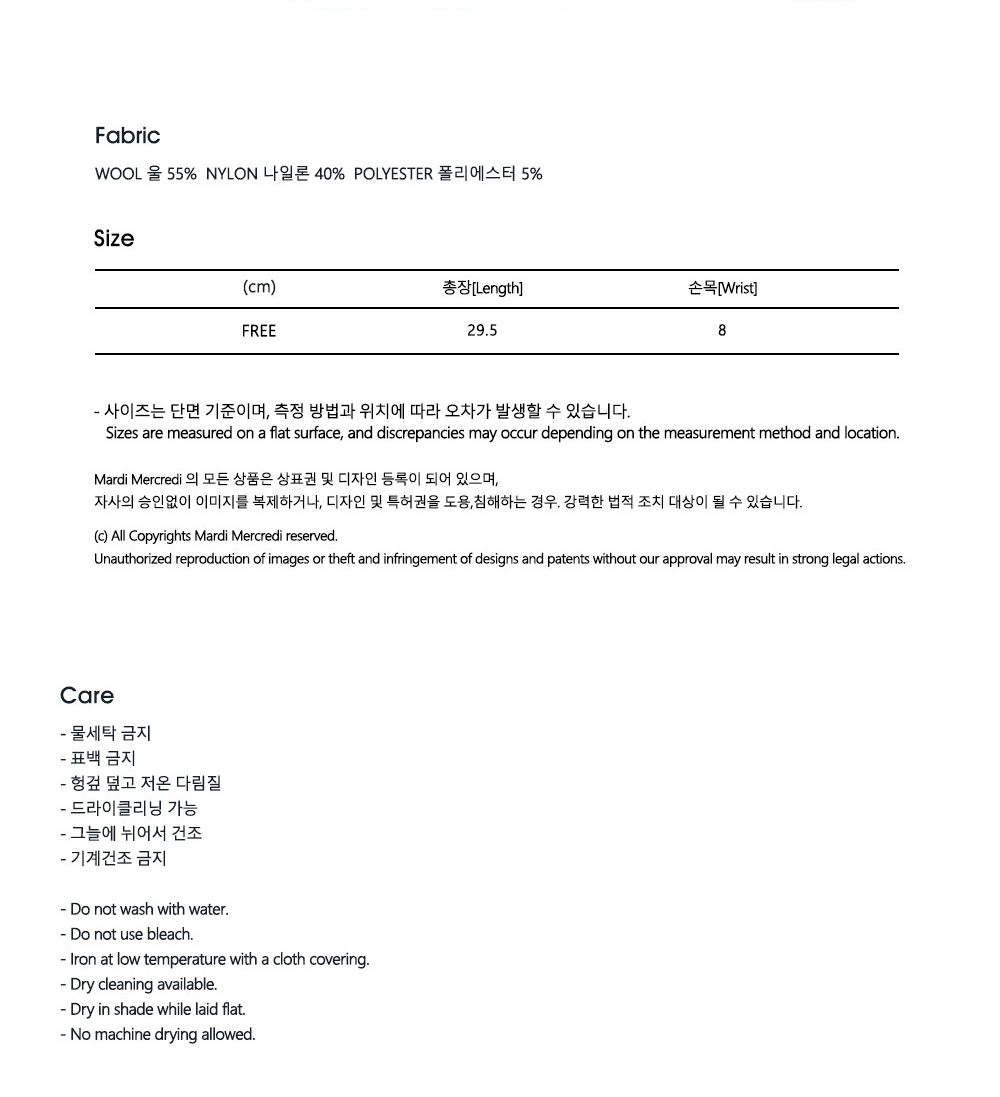 Fabric
WOOL 울 55% NYLON 나일론 40% POLYESTER 폴리에스터 5%
Size
(cm) 총장[Length] 손목[Wrist]
FREE 29.5 8
- 사이즈는 단면 기준이며, 측정 방법과 위치에 따라 오차가 발생할 수 있습니다.
Sizes are measured on a flat surface, and discrepancies may occur depending on the measurement method and location.
Mardi Mercredi 의 모든 상품은 상표권 및 디자인 등록이 되어 있으며,
자사의 승인없이 이미지를 복제하거나, 디자인 및 특허권을 도용,침해하는 경우. 강력한 법적 조치 대상이 될 수 있습니다.
(c) All Copyrights Mardi Mercredi reserved.
Unauthorized reproduction of images or theft and infringement of designs and patents without our approval may result in strong legal actions.
Care
- 물세탁 금지
- 표백 금지
- 헝겊 덮고 저온 다림질
- 드라이클리닝 가능
- 그늘에 뉘어서 건조
- 기계건조 금지
- Do not wash with water.
- Do not use bleach.
- Iron at low temperature with a cloth covering.
- Dry cleaning available.
- Dry in shade while laid flat.
- No machine drying allowed.